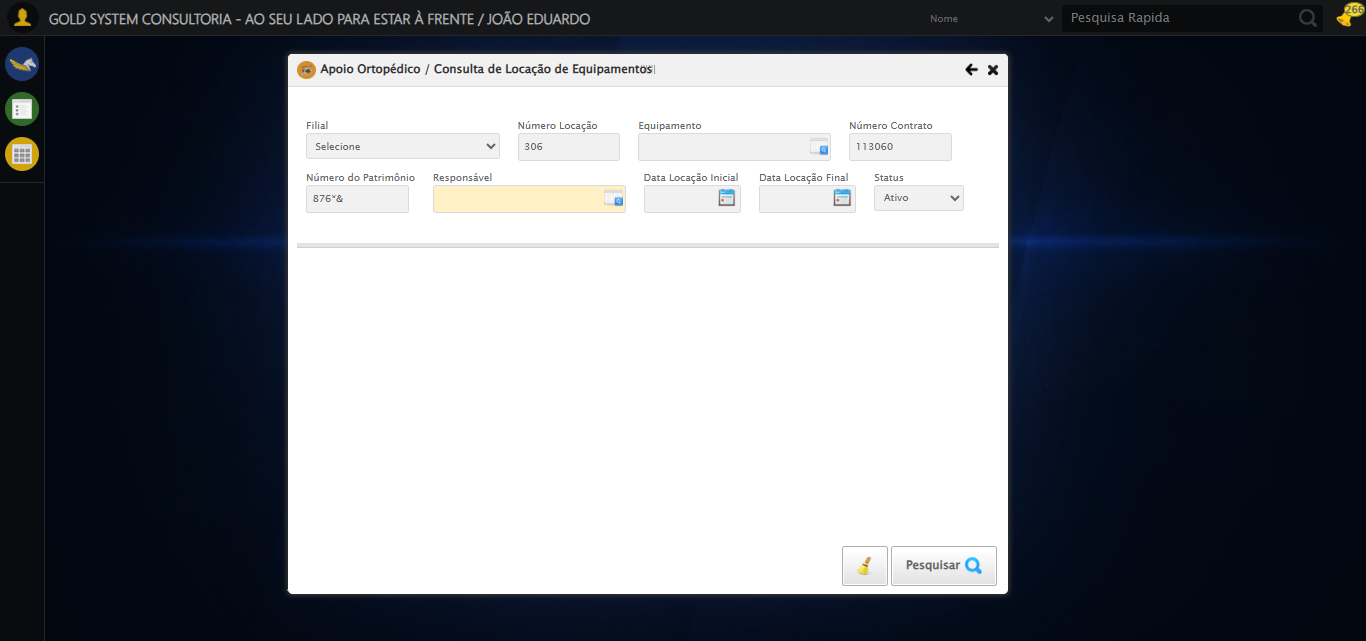 GOLD SYSTEM CONSULTORIA - AO SEU LADO PARA ESTAR À FRENTE / JOÃO EDUARDO
Nome
Pesquisa Rapida
266
Apoio Ortopédico / Consulta de Locação de Equipamentos
Filial
Número Locação
Equipamento
Número Contrato
Selecione
306
113060
Número do Patrimônio
Responsável
Data Locação Inicial
Data Locação Final
Status
876*&
Ativo
Pesquisar